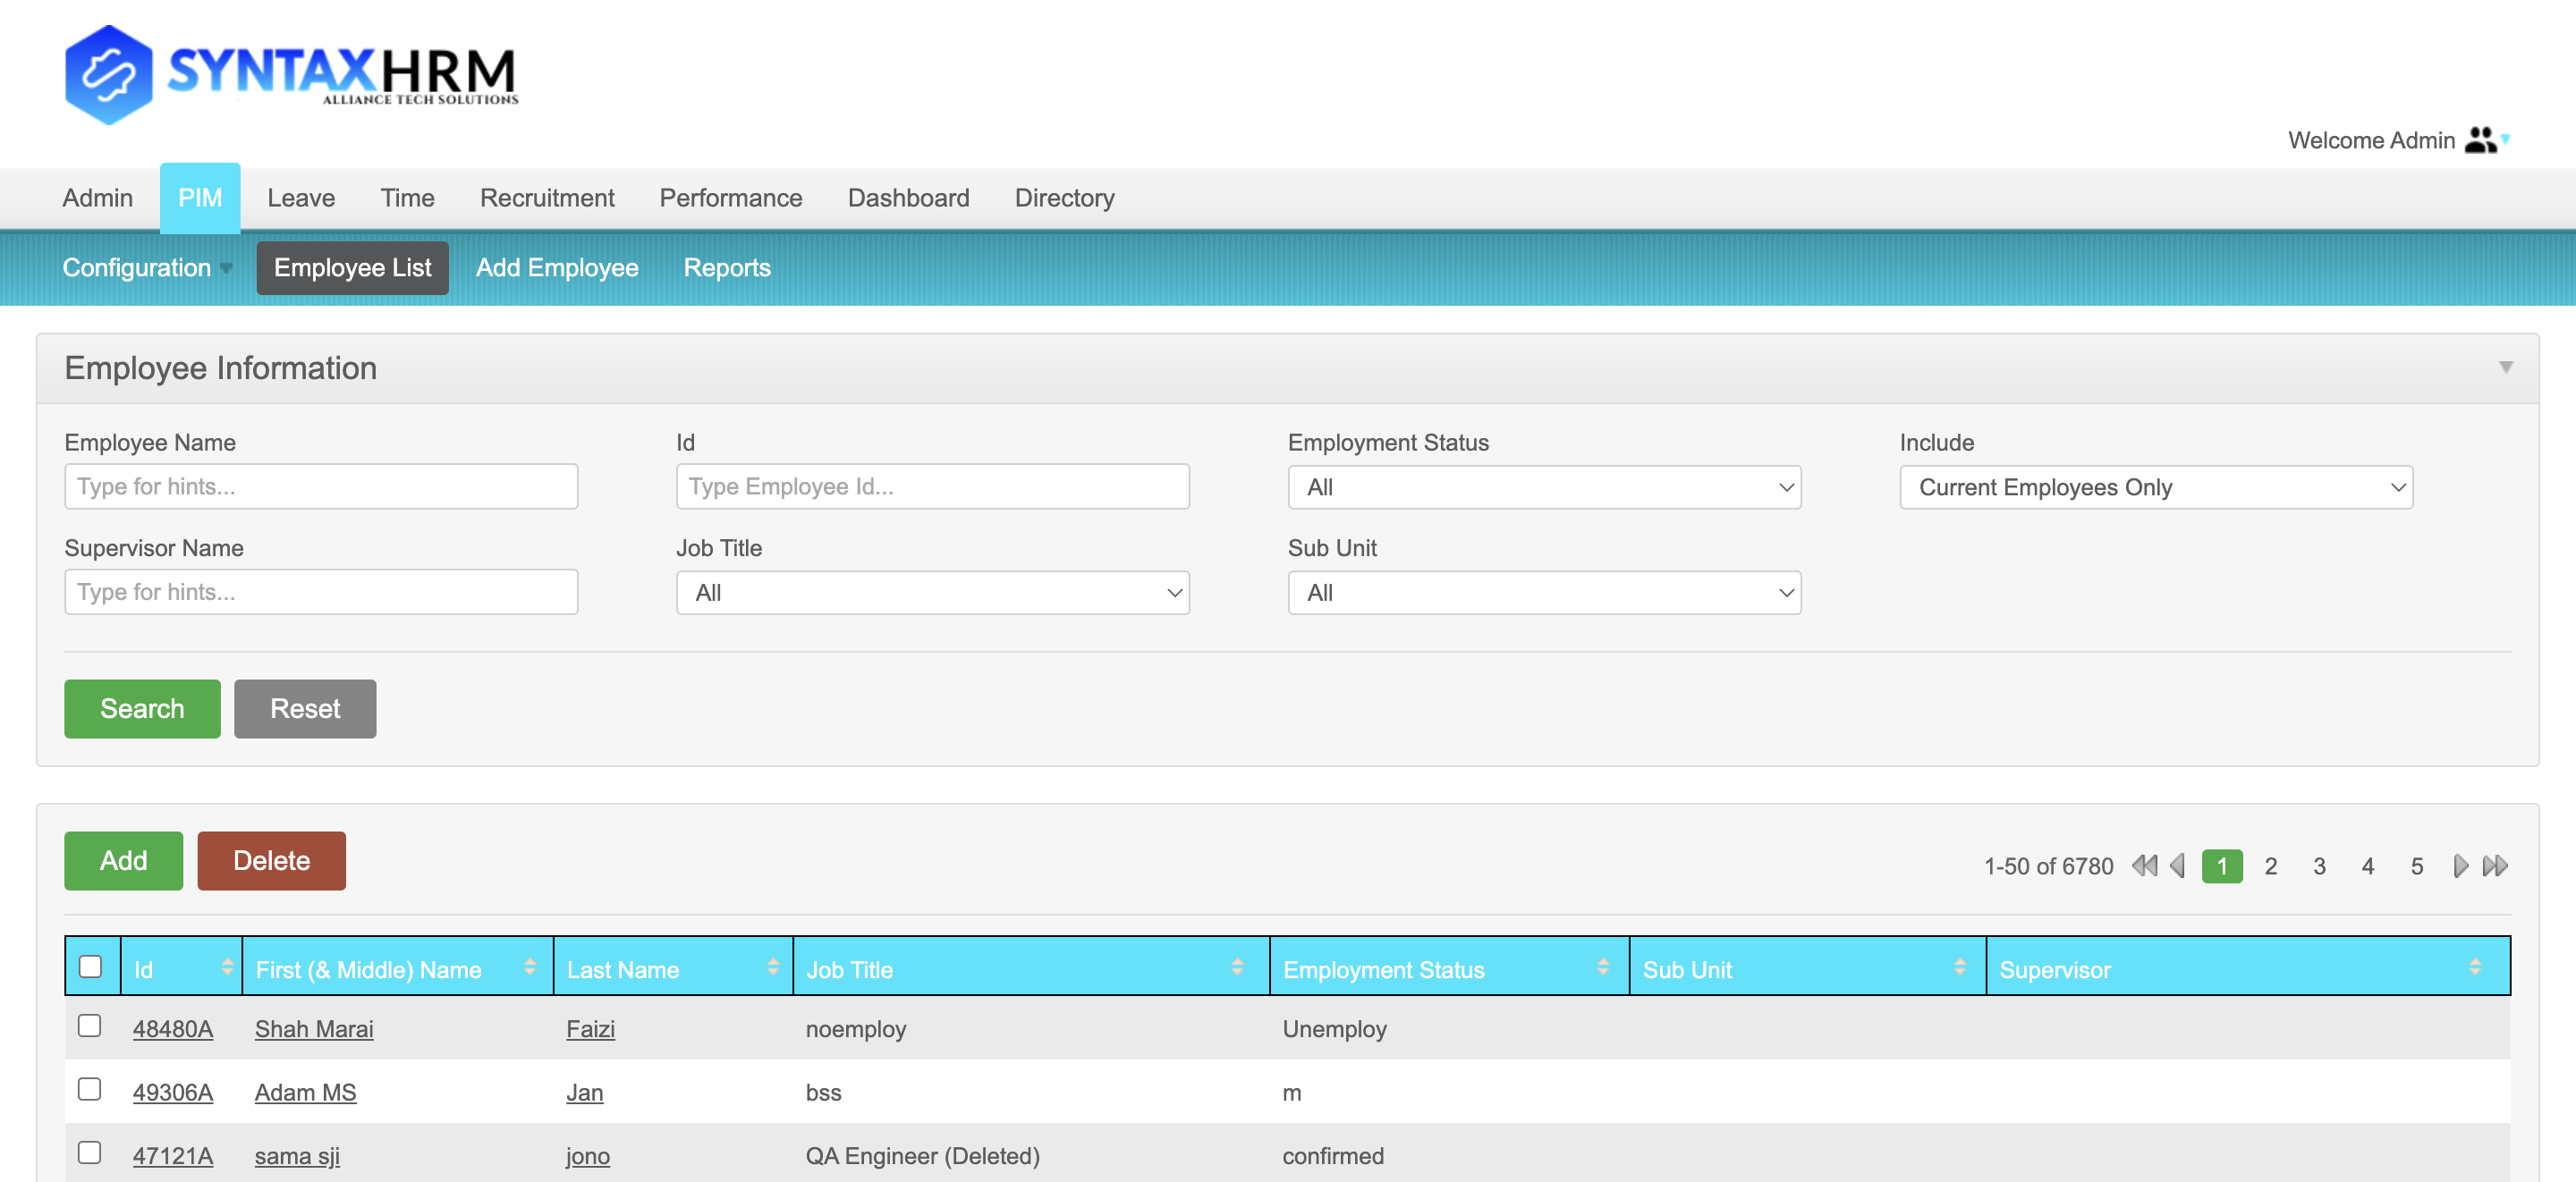 SYNTAXHRM
ALLIANCE TECH SOLUTIONS
Welcome Admin
Admin PIM Leave Time Recruitment Performance Dashboard Directory
Configuration Employee List Add Employee Reports
Employee Information
Employee Name Id Employment Status Include
Type for hints... Type Employee Id... All Current Employees Only
Supervisor Name Job Title Sub Unit
Type for hints... All All
Search Reset
Add Delete 1-50 of 6780 1 2 3 4 5
Id First (& Middle) Name Last Name Job Title Employment Status Sub Unit Supervisor
48480A Shah Marai Faizi noemploy Unemploy
49306A Adam MS Jan bss m
47121A sama sji jono QA Engineer (Deleted) confirmed